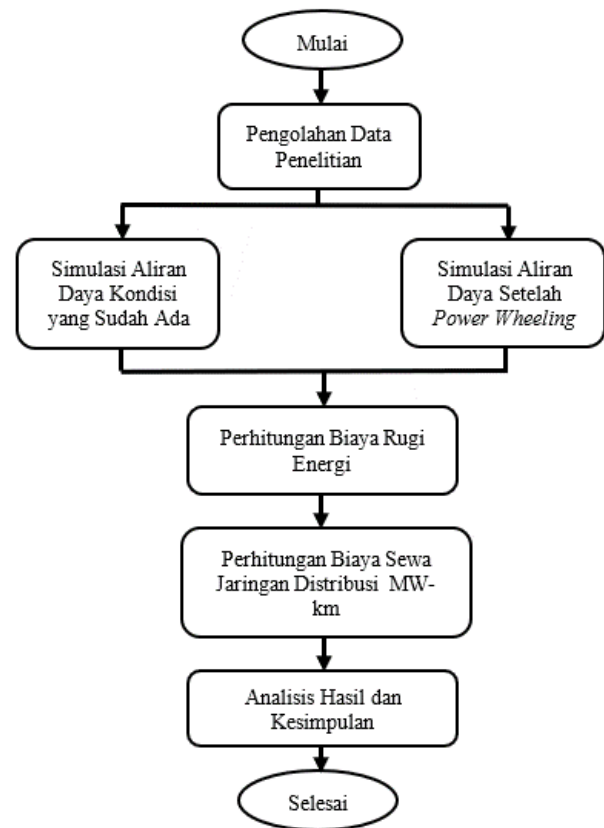 Mulai
Pengolahan Data
Penelitian
Simulasi Aliran
Daya Kondisi
yang Sudah Ada
Simulasi Aliran
Daya Setelah
Power Wheeling
Perhitungan Biaya Rugi
Energi
Perhitungan Biaya Sewa
Jaringan Distribusi MW-
km
Analisis Hasil dan
Kesimpulan
Selesai